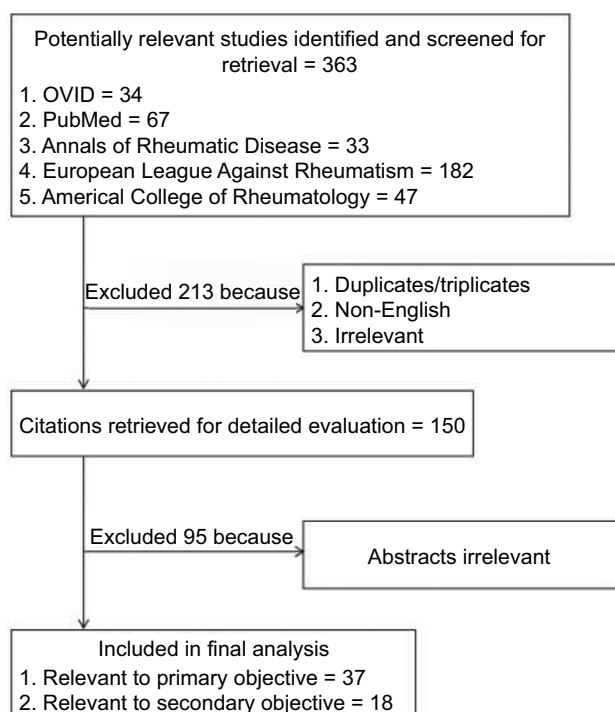 Potentially relevant studies identified and screened for
retrieval = 363
1. OVID = 34
2. PubMed = 67
3. Annals of Rheumatic Disease = 33
4. European League Against Rheumatism = 182
5. Americal College of Rheumatology = 47
Excluded 213 because
1. Duplicates/triplicates
2. Non-English
3. Irrelevant
Citations retrieved for detailed evaluation = 150
Excluded 95 because
Abstracts irrelevant
Included in final analysis
1. Relevant to primary objective = 37
2. Relevant to secondary objective = 18